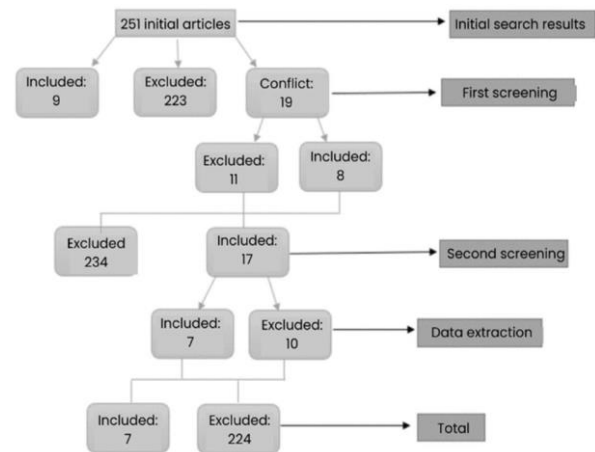 251 initial articles
Initial search results
Included:
9
Excluded:
223
Conflict:
19
First screening
Excluded:
11
Included:
8
Excluded
234
Included:
17
Second screening
Included:
7
Excluded:
10
Data extraction
Included:
7
Excluded:
224
Total